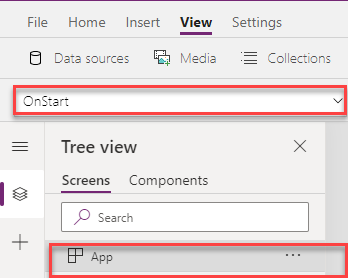 File Home Insert View Settings
Data sources Media Collections
OnStart
Tree view
Screens Components
Search
App